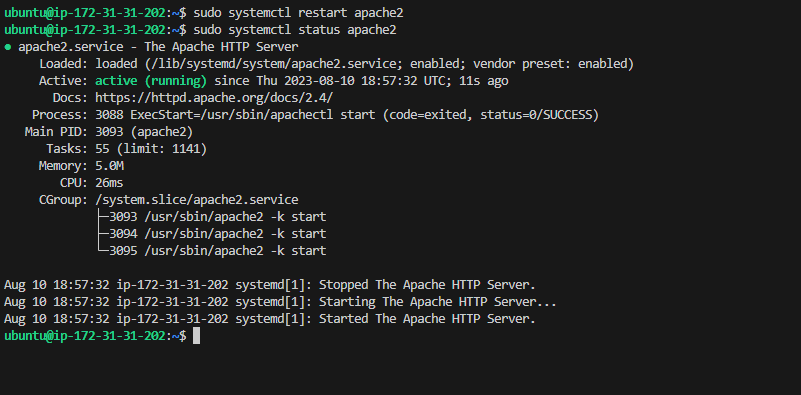 ubuntu@ip-172-31-31-202:~$ sudo systemctl restart apache2
ubuntu@ip-172-31-31-202:~$ sudo systemctl status apache2
● apache2.service - The Apache HTTP Server
     Loaded: loaded (/lib/systemd/system/apache2.service; enabled; vendor preset: enabled)
     Active: active (running) since Thu 2023-08-10 18:57:32 UTC; 11s ago
       Docs: https://httpd.apache.org/docs/2.4/
    Process: 3088 ExecStart=/usr/sbin/apachectl start (code=exited, status=0/SUCCESS)
   Main PID: 3093 (apache2)
      Tasks: 55 (limit: 1141)
     Memory: 5.0M
        CPU: 26ms
     CGroup: /system.slice/apache2.service
             ├─3093 /usr/sbin/apache2 -k start
             ├─3094 /usr/sbin/apache2 -k start
             └─3095 /usr/sbin/apache2 -k start

Aug 10 18:57:32 ip-172-31-31-202 systemd[1]: Stopped The Apache HTTP Server.
Aug 10 18:57:32 ip-172-31-31-202 systemd[1]: Starting The Apache HTTP Server...
Aug 10 18:57:32 ip-172-31-31-202 systemd[1]: Started The Apache HTTP Server.
ubuntu@ip-172-31-31-202:~$